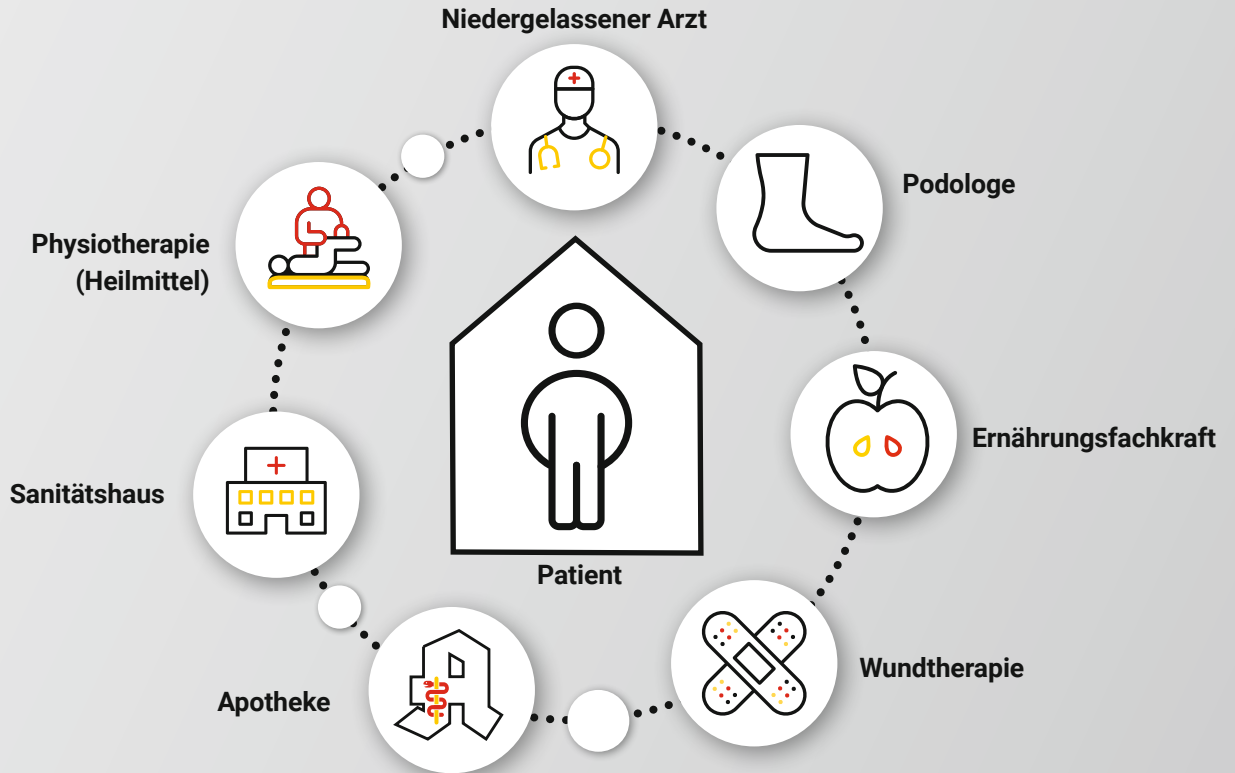 Niedergelassener Arzt
Podologe
Physiotherapie
(Heilmittel)
Ernährungsfachkraft
Sanitätshaus
Patient
Wundtherapie
Apotheke